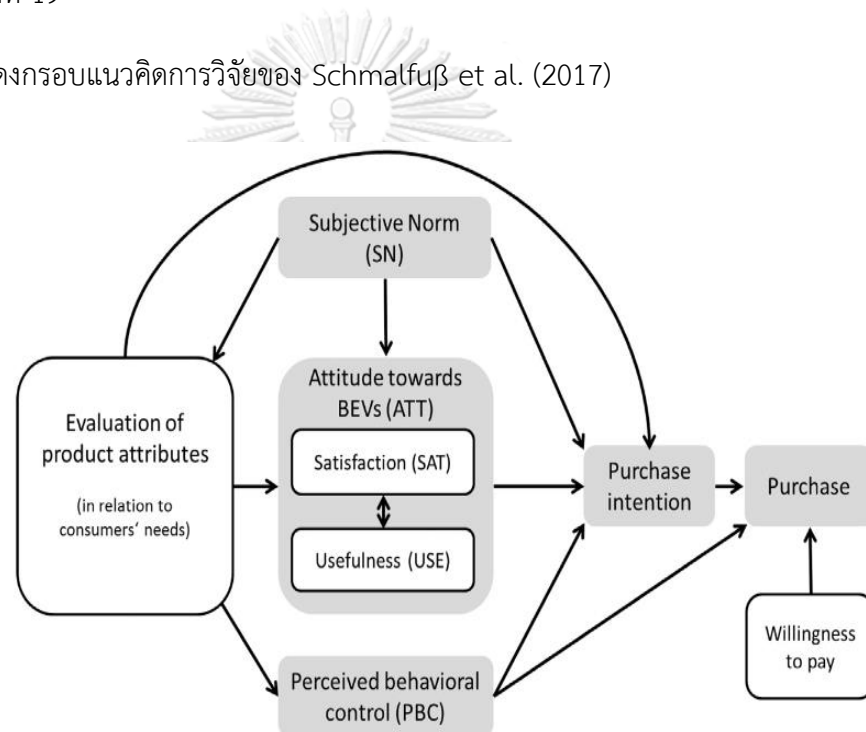 19
งกรอบแนวคิดการวิจัยของ Schmalfuß et al. (2017)
Subjective Norm
(SN)
Evaluation of
product attributes
(in relation to
consumers‘ needs)
Attitude towards
BEVs (ATT)
Satisfaction (SAT)
Usefulness (USE)
Perceived behavioral
control (PBC)
Purchase
intention
Purchase
Willingness
to pay